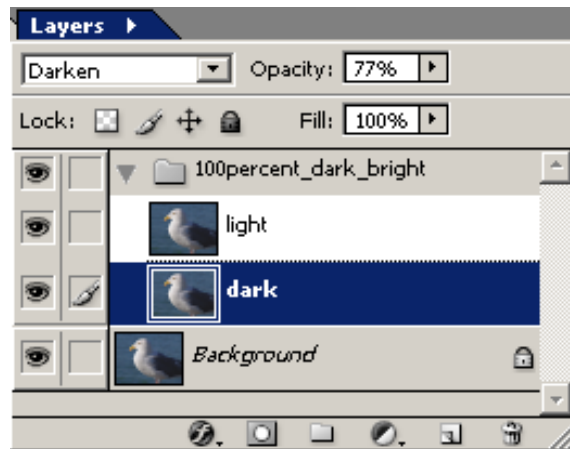 Layers
Darken Opacity: 77%
Lock: Fill: 100%
100percent_dark_bright
light
dark
Background